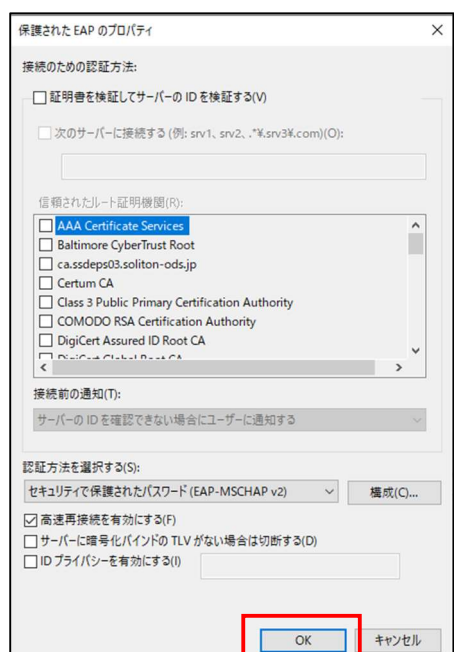 保護された EAP のプロパティ
接続のための認証方法:
証明書を検証してサーバーの ID を検証する(V)
次のサーバーに接続する (例: srv1、srv2、.*¥.srv3¥.com)(O):
信頼されたルート証明機関(R):
AAA Certificate Services
Baltimore CyberTrust Root
ca.ssdeps03.soliton-ods.jp
Certum CA
Class 3 Public Primary Certification Authority
COMODO RSA Certification Authority
DigiCert Assured ID Root CA
DigiCert Global Root CA
接続前の通知(T):
サーバーの ID を確認できない場合にユーザーに通知する
認証方法を選択する(S):
セキュリティで保護されたパスワード (EAP-MSCHAP v2)
構成(C)...
高速再接続を有効にする(F)
サーバーに暗号化バインドの TLV がない場合は切断する(D)
ID プライバシーを有効にする(I)
OK
キャンセル